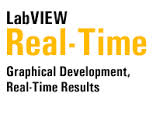 LabVIEW
Real-Time
Graphical Development,
Real-Time Results